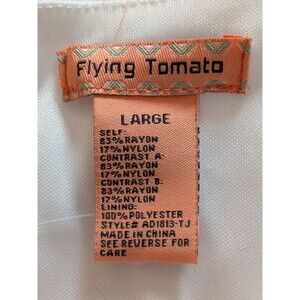 Flying Tomato
LARGE
SELF:
83%RAYON
17%NYLON
CONTRAST A:
83%RAYON
17%NYLON
CONTRAST B:
83%RAYON
17%NYLON
LINING:
100%POLYESTER
STYLE# AD1813-TJ
MADE IN CHINA
SEE REVERSE FOR
CARE